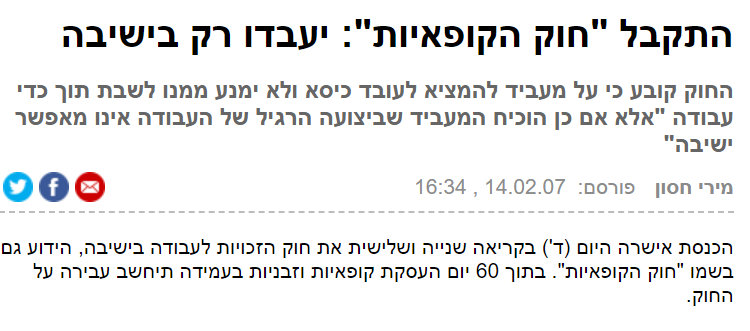 התקבל "חוק הקופאיות": יעבדו רק בישיבה
החוק קובע כי על מעביד להמציא לעובד כיסא ולא ימנע ממנו לשבת תוך כדי
עבודה "אלא אם כן הוכיח המעביד שביצועה הרגיל של העבודה אינו מאפשר
ישיבה"
מירי חסון פורסם: 14.02.07 , 16:34
הכנסת אישרה היום (ד') בקריאה שנייה ושלישית את חוק הזכויות לעבודה בישיבה, הידוע גם
בשמו "חוק הקופאיות". בתוך 60 יום העסקת קופאיות וזבניות בעמידה תיחשב עבירה על
החוק.